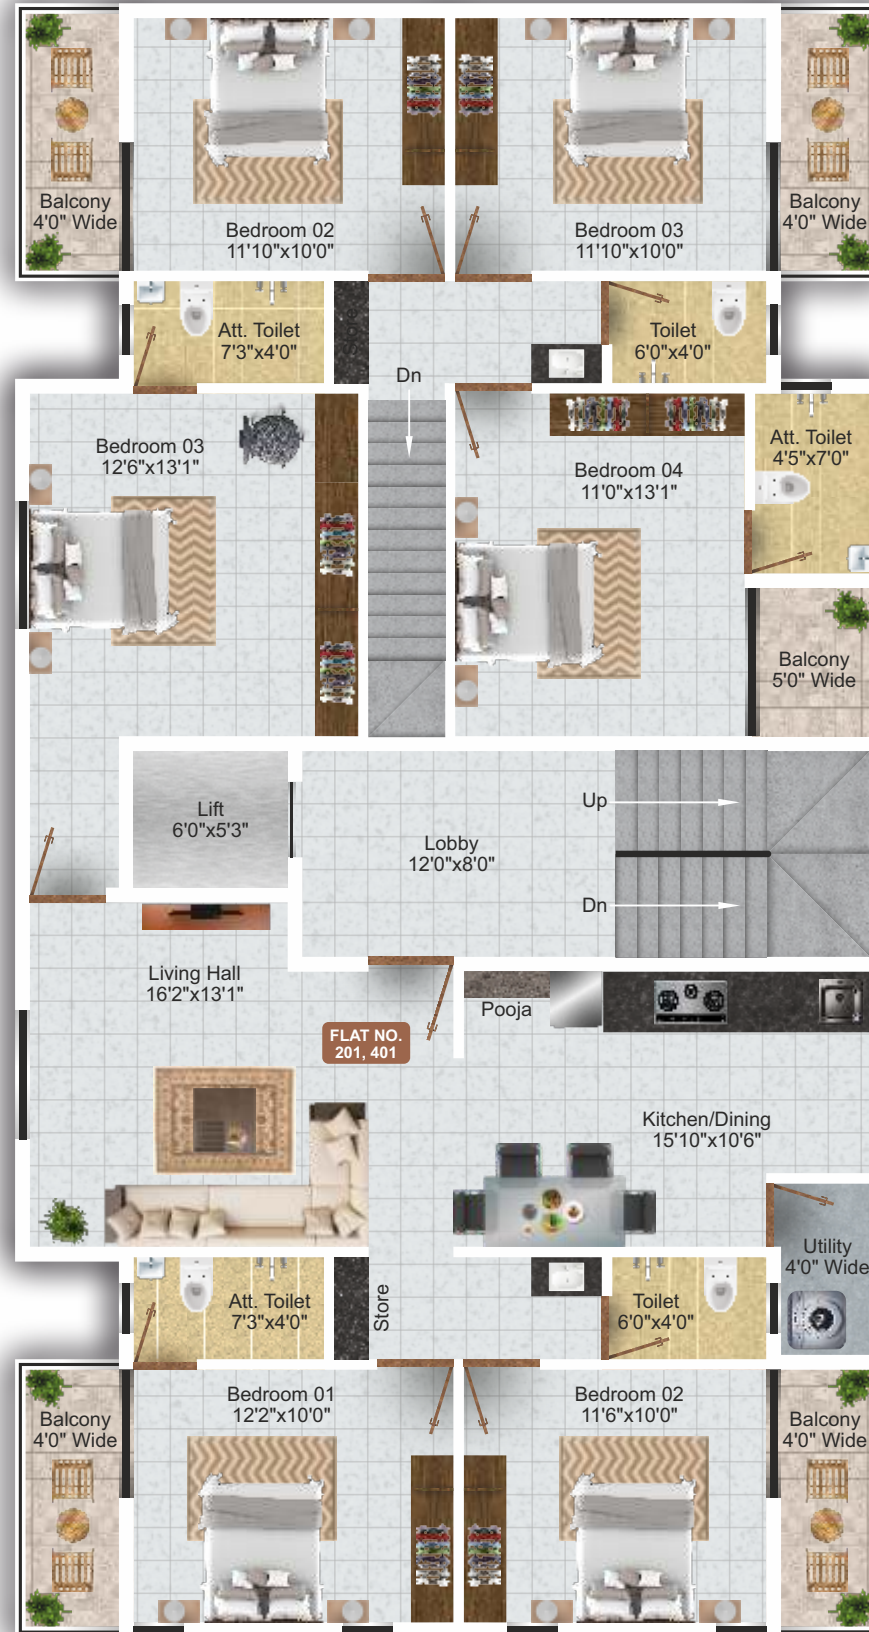 Balcony
4'0" Wide
Bedroom 02
11'10"x10'0"
Bedroom 03
11'10"x10'0"
Balcony
4'0" Wide
Att. Toilet
7'3"x4'0"
Toilet
6'0"x4'0"
Dn
Bedroom 03
12'6"x13'1"
Bedroom 04
11'0"x13'1"
Att. Toilet
4'5"x7'0"
Balcony
5'0" Wide
Lift
6'0"x5'3"
Lobby
12'0"x8'0"
Up
Dn
Living Hall
16'2"x13'1"
Pooja
FLAT NO.
201, 401
Kitchen/Dining
15'10"x10'6"
Utility
4'0" Wide
Att. Toilet
7'3"x4'0"
Store
Toilet
6'0"x4'0"
Balcony
4'0" Wide
Bedroom 01
12'2"x10'0"
Bedroom 02
11'6"x10'0"
Balcony
4'0" Wide